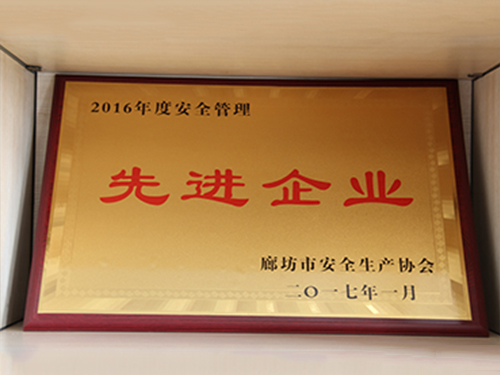 2016年度安全管理
先进企业
廊坊市安全生产协会
二〇一七年一月